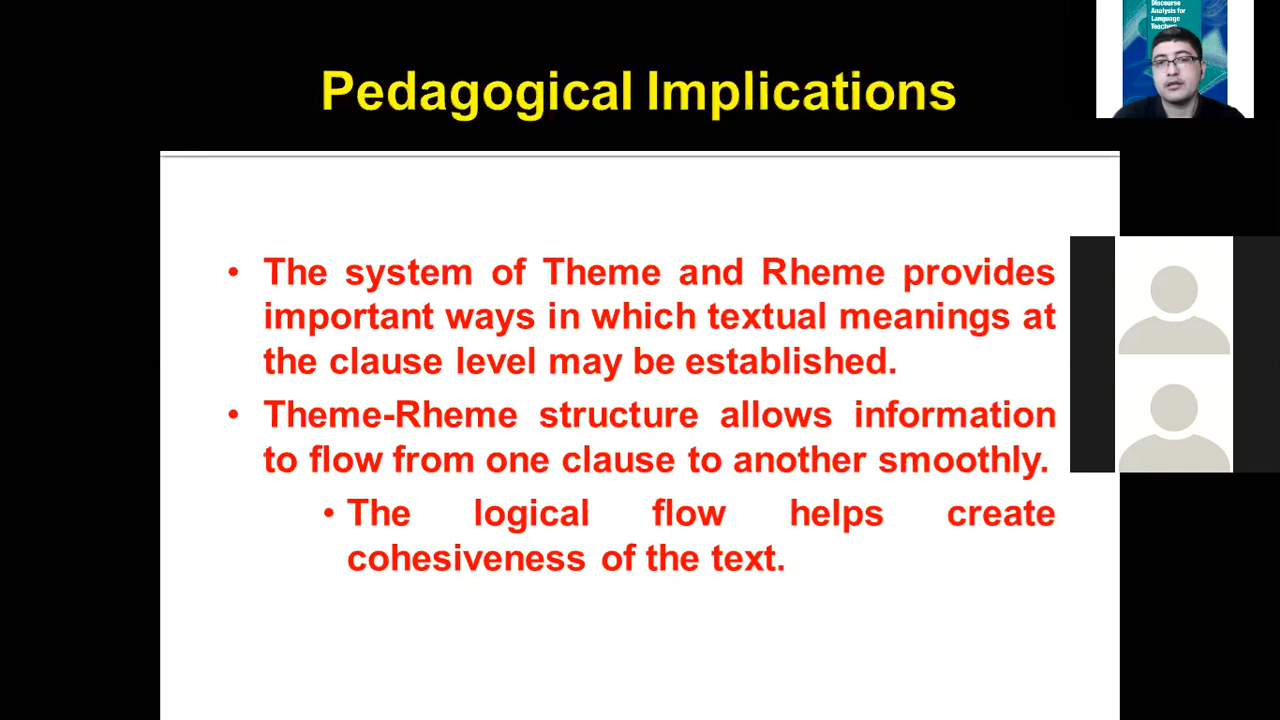 Discourse
Analysis for
Language
Teachers
Pedagogical Implications
• The system of Theme and Rheme provides
important ways in which textual meanings at
the clause level may be established.
• Theme-Rheme structure allows information
to flow from one clause to another smoothly.
• The logical flow helps create
cohesiveness of the text.